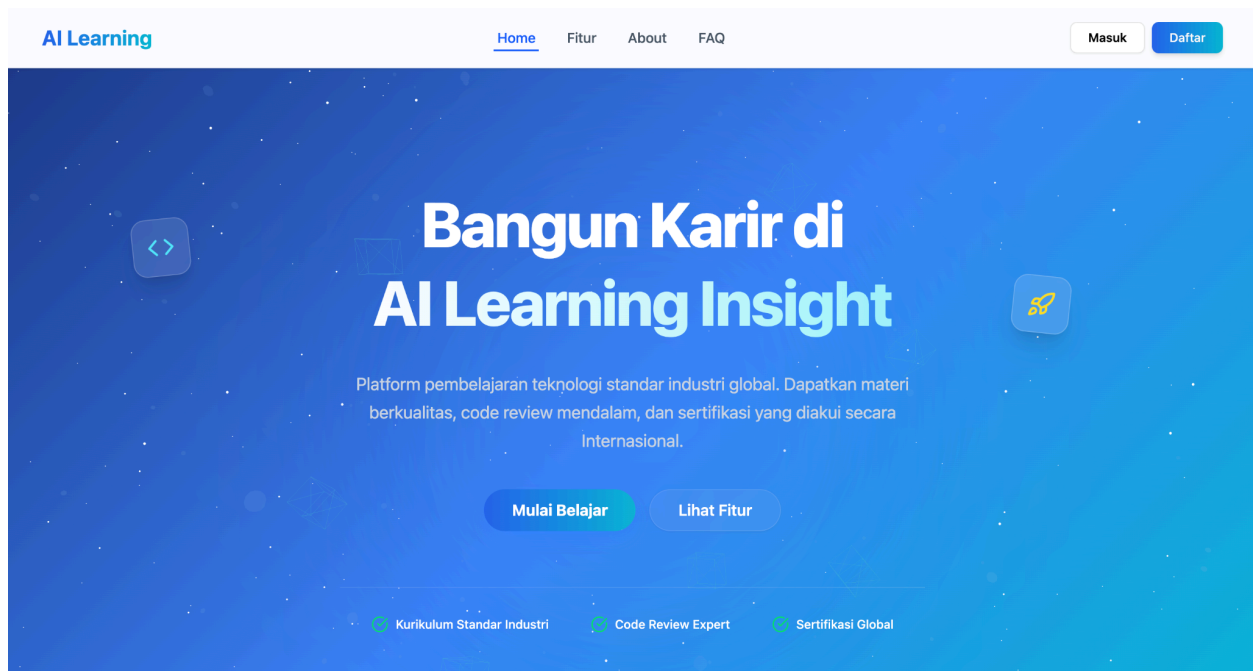 AI Learning
Home Fitur About FAQ
Masuk Daftar
Bangun Karir di
AI Learning Insight
Platform pembelajaran teknologi standar industri global. Dapatkan materi
berkualitas, code review mendalam, dan sertifikasi yang diakui secara
Internasional.
Mulai Belajar Lihat Fitur
Kurikulum Standar Industri Code Review Expert Sertifikasi Global